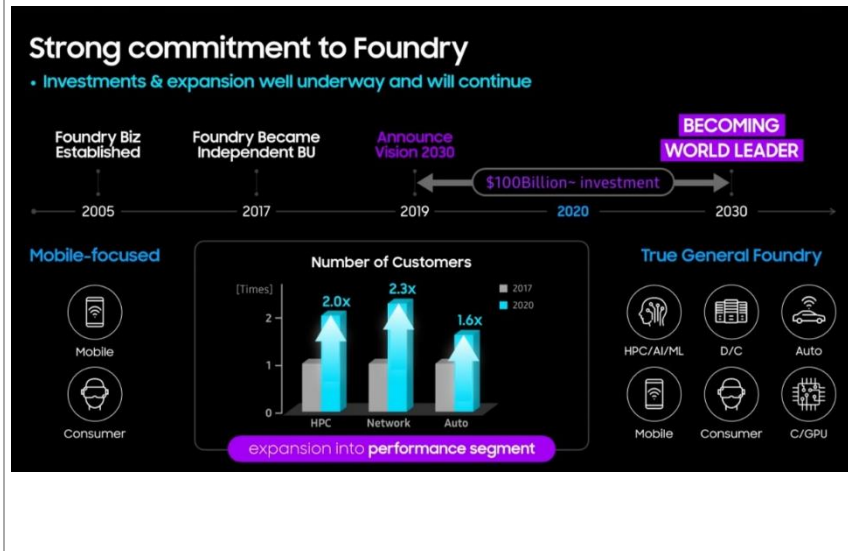 Strong commitment to Foundry
• Investments & expansion well underway and will continue
Foundry Biz
Established
Foundry Became
Independent BU
Announce
Vision 2030
BECOMING
WORLD LEADER
$100Billion~ investment
2005
2017
2019
2020
2030
Mobile-focused
Mobile
Consumer
Number of Customers
[Times]
2017
2020
2
1
0
2.0x
2.3x
1.6x
HPC
Network
Auto
expansion into performance segment
True General Foundry
HPC/AI/ML
D/C
Auto
Mobile
Consumer
C/GPU